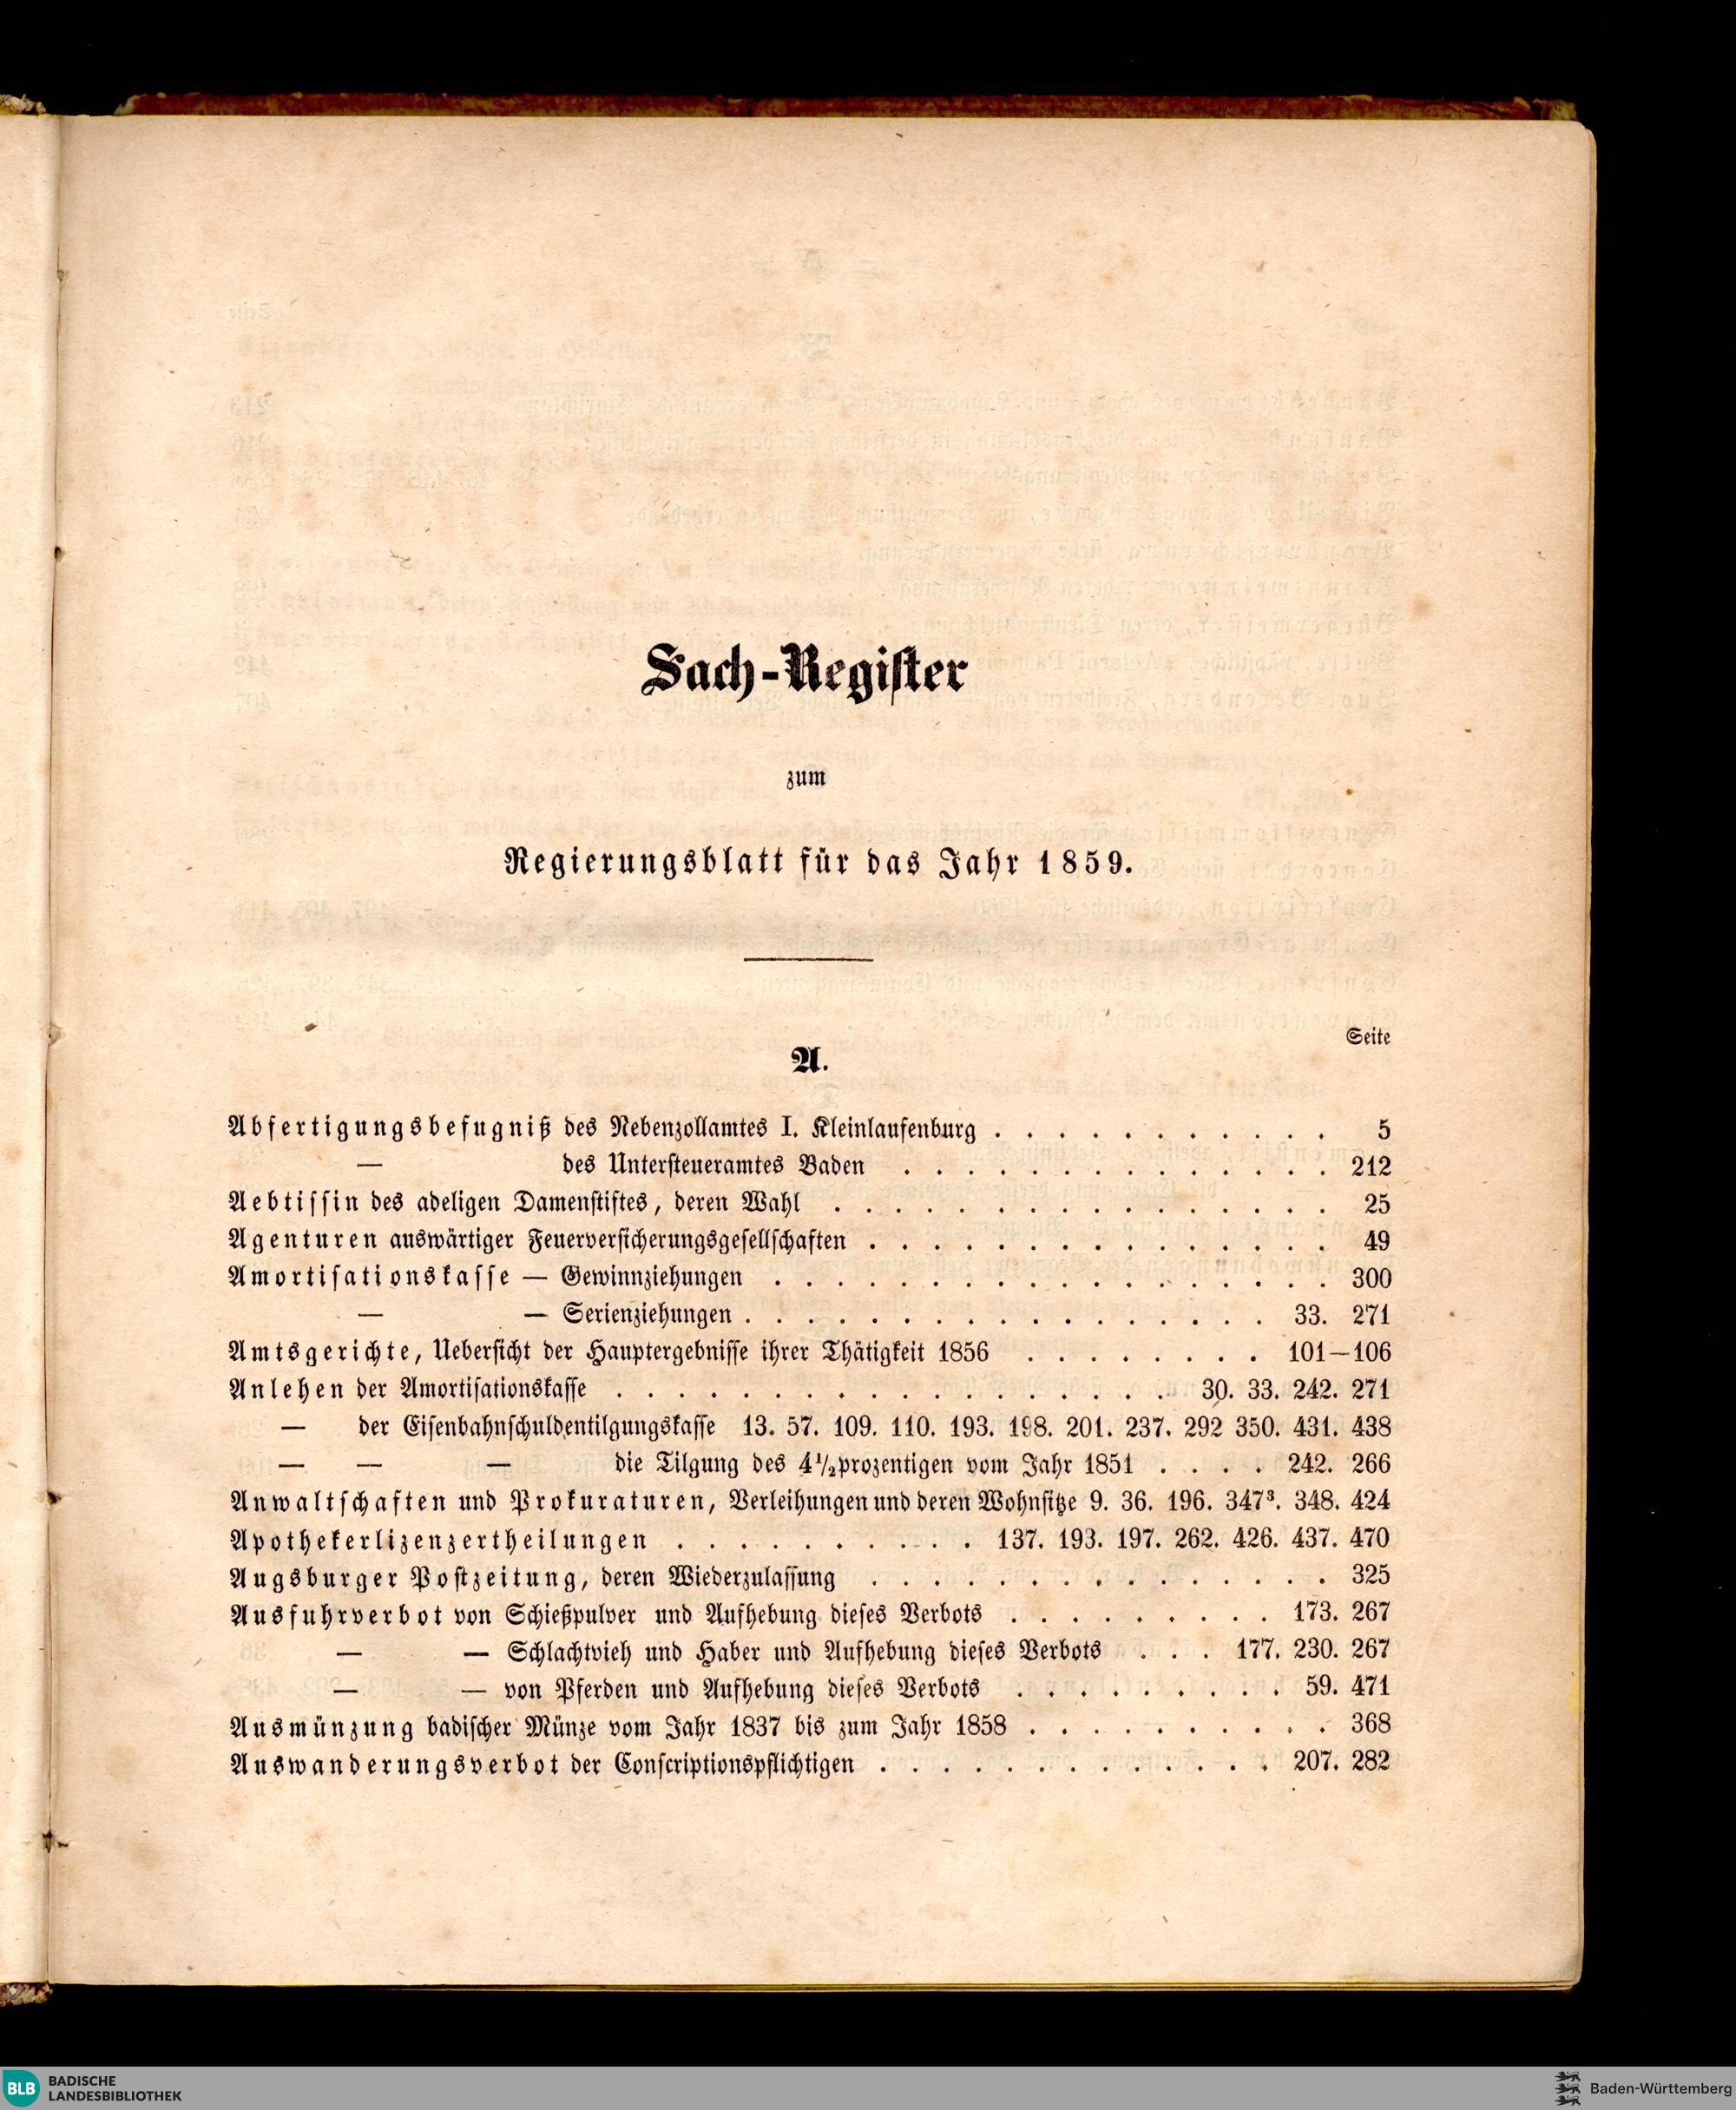 Sach-Register
zum
Regierungsblatt für das Jahr 1859.
Seite
A.
Abfertigungsbefugniß des Nebenzollamtes I. Kleinlaufenburg . . . . . . . . . . . 5
— des Untersteueramtes Baden . . . . . . . . . . . . . . 212
Aebtissin des adeligen Damenstiftes, deren Wahl . . . . . . . . . . . . . . . . 25
Agenturen auswärtiger Feuerversicherungsgesellschaften . . . . . . . . . . . . . . . 49
Amortisationskasse — Gewinnziehungen . . . . . . . . . . . . . . . . . . 300
— — Serienziehungen . . . . . . . . . . . . . . . . . 33. 271
Amtsgerichte, Uebersicht der Hauptergebnisse ihrer Thätigkeit 1856 . . . . . . . . 101—106
Anlehen der Amortisationskasse . . . . . . . . . . . . . . . . . . 30. 33. 242. 271
— der Eisenbahnschuldentilgungskasse 13. 57. 109. 110. 193. 198. 201. 237. 292 350. 431. 438
— — — die Tilgung des 4½prozentigen vom Jahr 1851 . . . . 242. 266
Anwaltschaften und Prokuraturen, Verleihungen und deren Wohnsitze 9. 36. 196. 347³. 348. 424
Apothekerlizenzertheilungen . . . . . . . . . . 137. 193. 197. 262. 426. 437. 470
Augsburger Postzeitung, deren Wiederzulassung . . . . . . . . . . . . . . . 325
Ausfuhrverbot von Schießpulver und Aufhebung dieses Verbots . . . . . . . . . 173. 267
— — Schlachtvieh und Haber und Aufhebung dieses Verbots . . . 177. 230. 267
— — von Pferden und Aufhebung dieses Verbots . . . . . . . . . 59. 471
Ausmünzung badischer Münze vom Jahr 1837 bis zum Jahr 1858 . . . . . . . . . . 368
Auswanderungsverbot der Conscriptionspflichtigen . . . . . . . . . . . . . 207. 282
BLB BADISCHE
LANDESBIBLIOTHEK
Baden-Württemberg